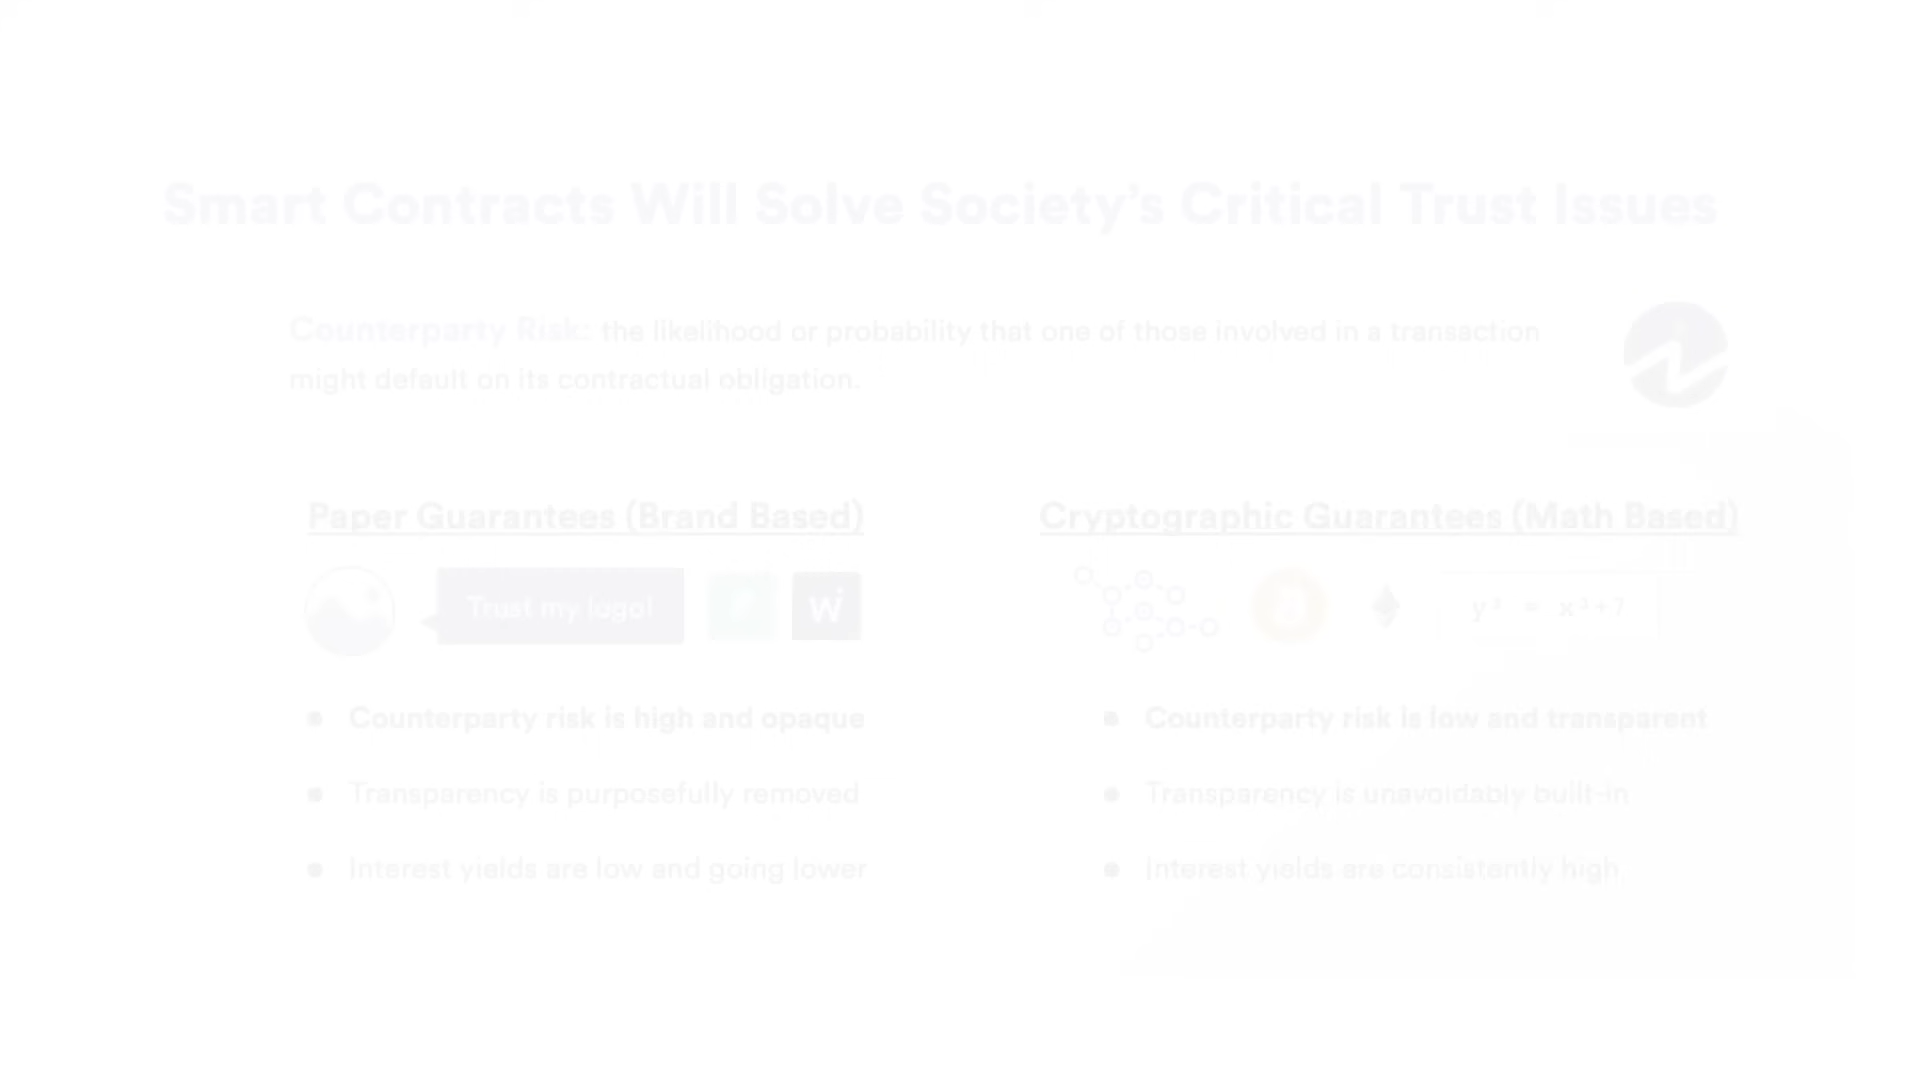 Smart Contracts Will Solve Society's Critical Trust Issues
Counterparty Risk: the likelihood or probability that one of those involved in a transaction
might default on its contractual obligation.
Paper Guarantees (Brand Based)
Cryptographic Guarantees (Math Based)
Trust my logo!
W
y² = x³+7
Counterparty risk is high and opaque
Transparency is purposefully removed
Interest yields are low and going lower
Counterparty risk is low and transparent
Transparency is unavoidably built-in
Interest yields are consistently high